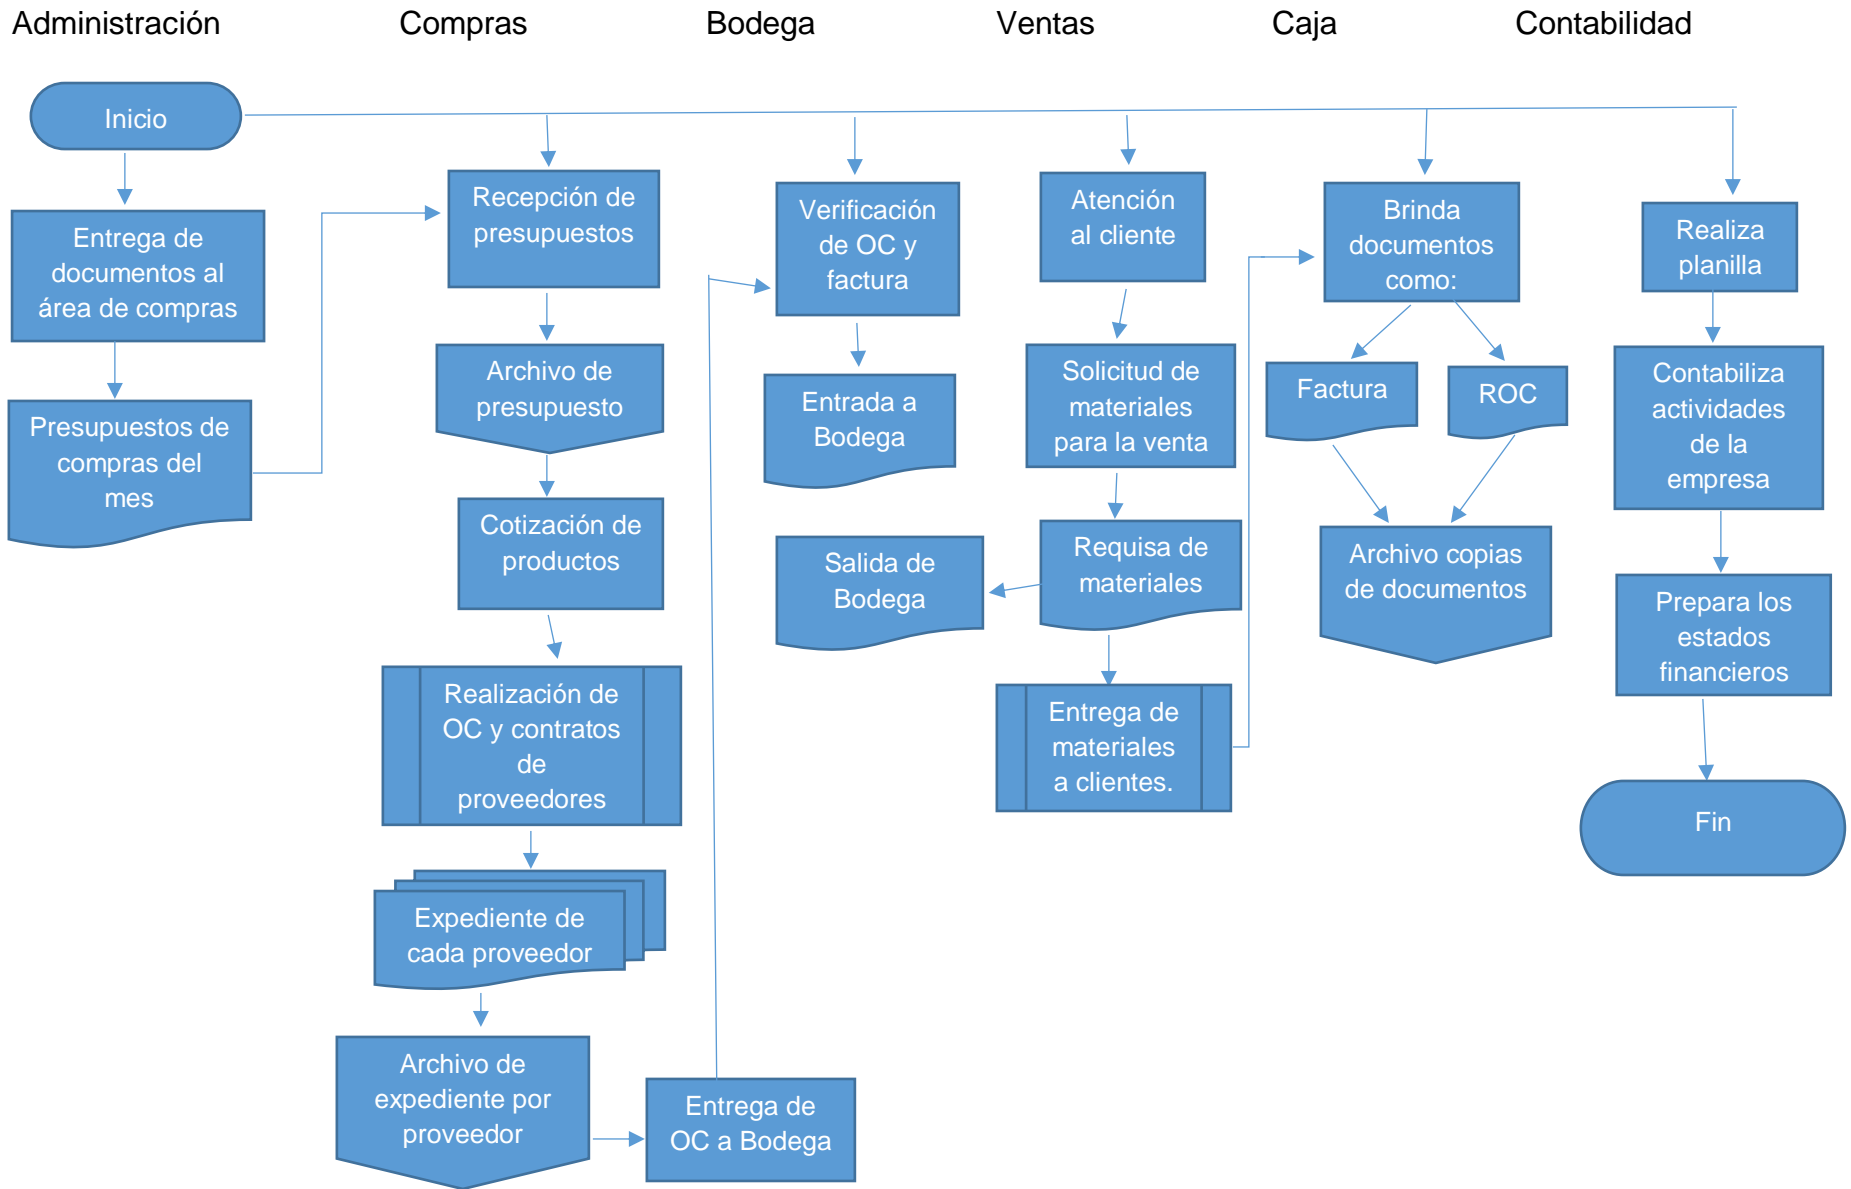 Administración
Compras
Bodega
Ventas
Caja
Contabilidad
Inicio
Entrega de
documentos al
área de compras
Presupuestos de
compras del
mes
Recepción de
presupuestos
Archivo de
presupuesto
Cotización de
productos
Realización de
OC y contratos
de
proveedores
Expediente de
cada proveedor
Archivo de
expediente por
proveedor
Entrega de
OC a Bodega
Verificación
de OC y
factura
Entrada a
Bodega
Salida de
Bodega
Atención
al cliente
Solicitud de
materiales
para la venta
Requisa de
materiales
Entrega de
materiales
a clientes.
Brinda
documentos
como:
Factura
ROC
Archivo copias
de documentos
Realiza
planilla
Contabiliza
actividades
de la
empresa
Prepara los
estados
financieros
Fin